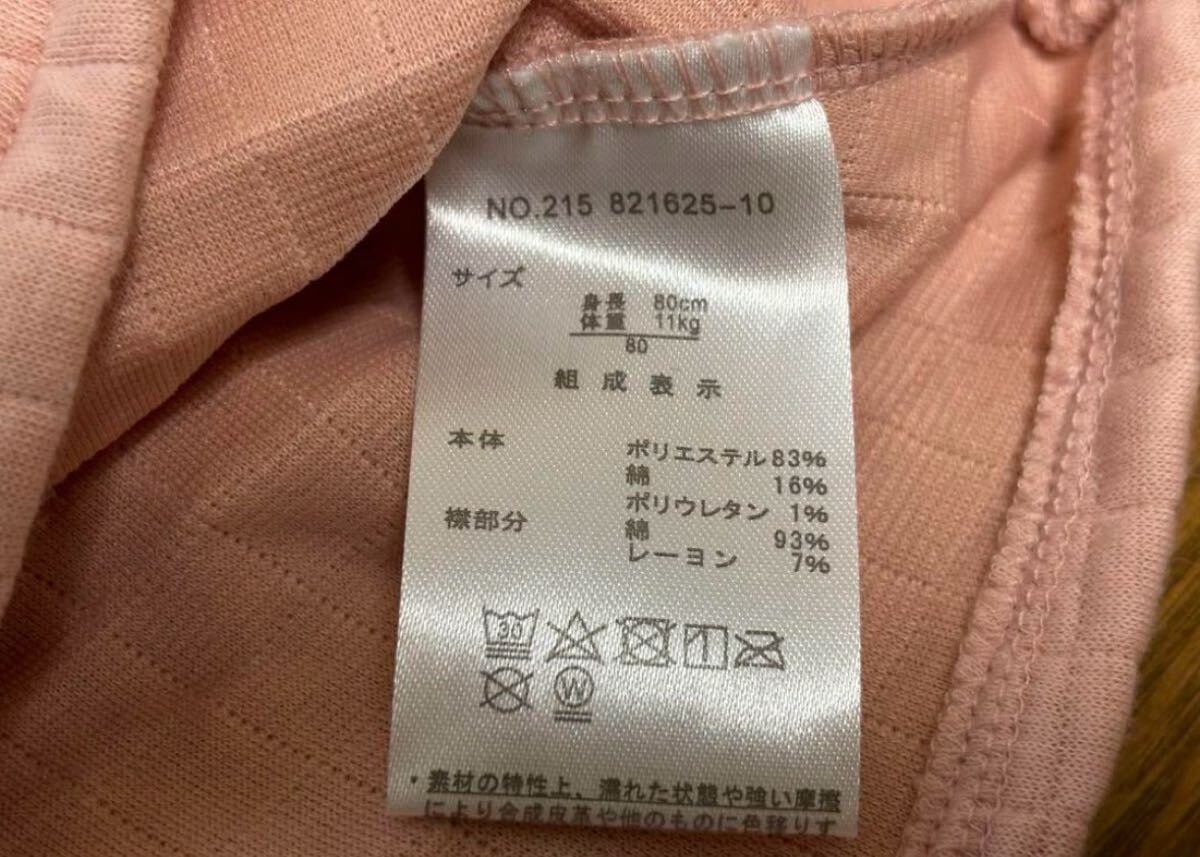 NO.215 821625-10
サイズ
身長 80cm
体重 11kg
80
組成表示
本体 ポリエステル 83%
綿 16%
ポリウレタン 1%
襟部分 綿 93%
レーヨン 7%
30
W
・素材の特性上、濡れた状態や強い摩擦
により合成皮革や他のものに色移りす